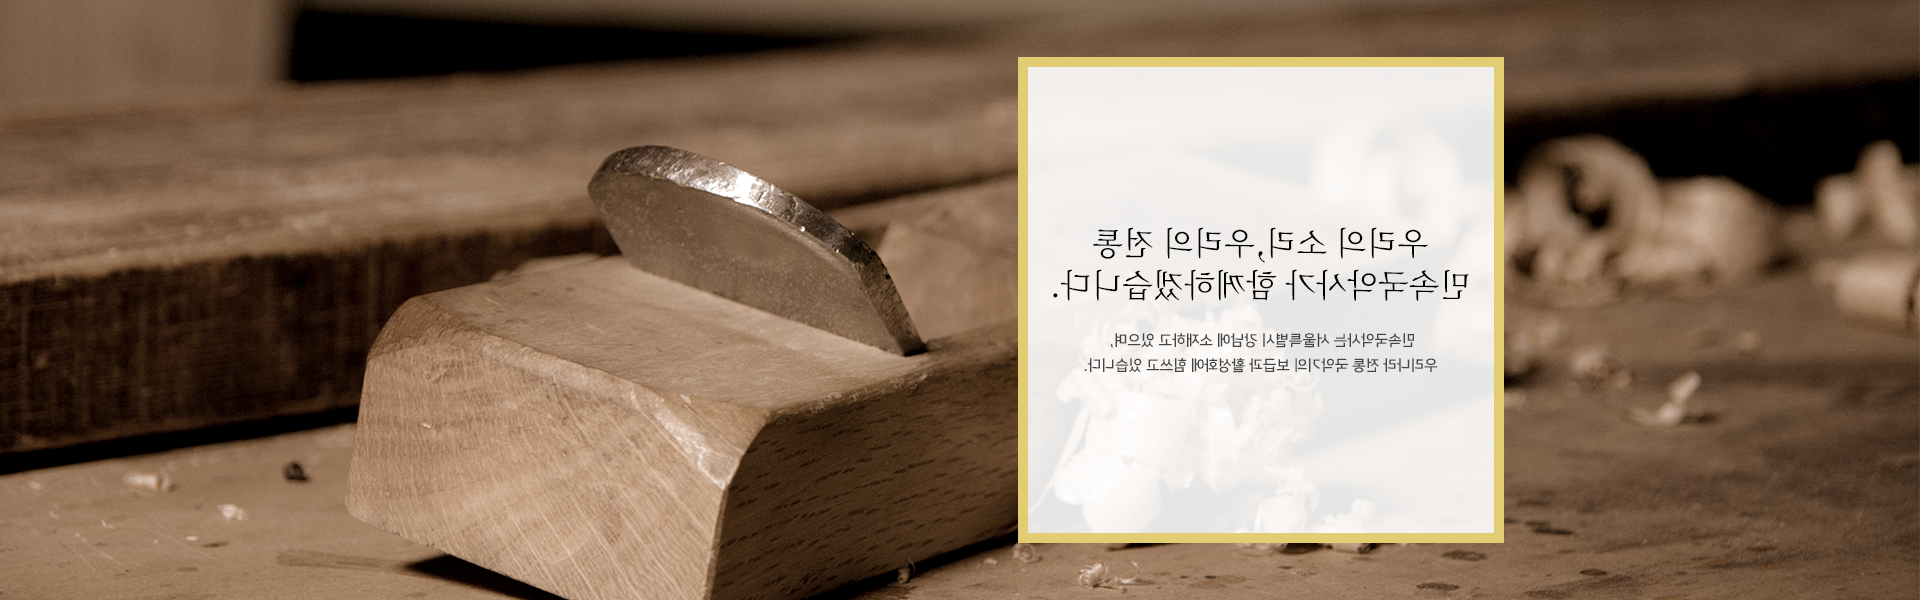 우리의 소리,우리의 전통
민속국악사가 함께하겠습니다.
민속국악사는 서울특별시 강남에 소재하고 있으며,
우리나라 전통 국악기의 보급과 활성화에 힘쓰고 있습니다.